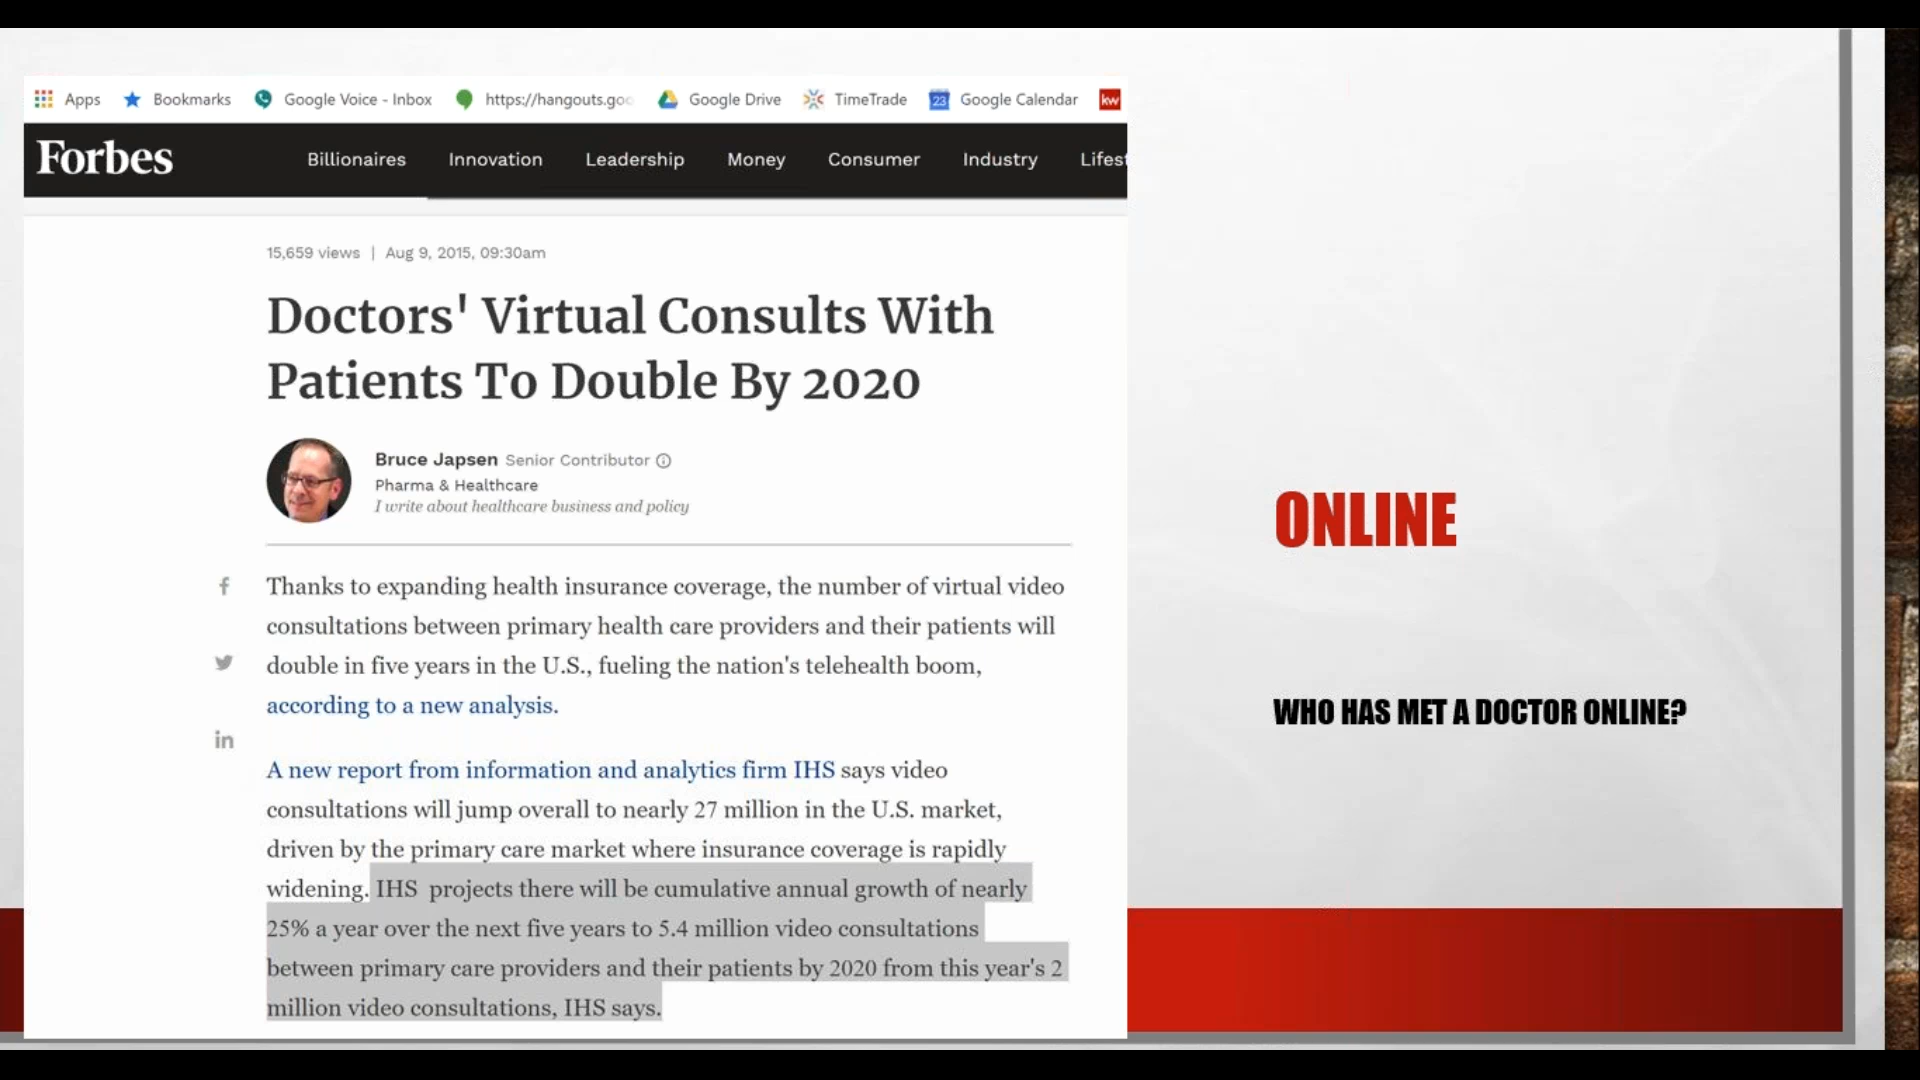 Apps Bookmarks Google Voice - Inbox https://hangouts.goo Google Drive TimeTrade 23 Google Calendar kw
Forbes Billionaires Innovation Leadership Money Consumer Industry Lifest
15,659 views | Aug 9, 2015, 09:30am
Doctors' Virtual Consults With
Patients To Double By 2020
Bruce Japsen Senior Contributor
Pharma & Healthcare
I write about healthcare business and policy
Thanks to expanding health insurance coverage, the number of virtual video
consultations between primary health care providers and their patients will
double in five years in the U.S., fueling the nation's telehealth boom,
according to a new analysis.
A new report from information and analytics firm IHS says video
consultations will jump overall to nearly 27 million in the U.S. market,
driven by the primary care market where insurance coverage is rapidly
widening. IHS projects there will be cumulative annual growth of nearly
25% a year over the next five years to 5.4 million video consultations
between primary care providers and their patients by 2020 from this year's 2
million video consultations, IHS says.
ONLINE
WHO HAS MET A DOCTOR ONLINE?